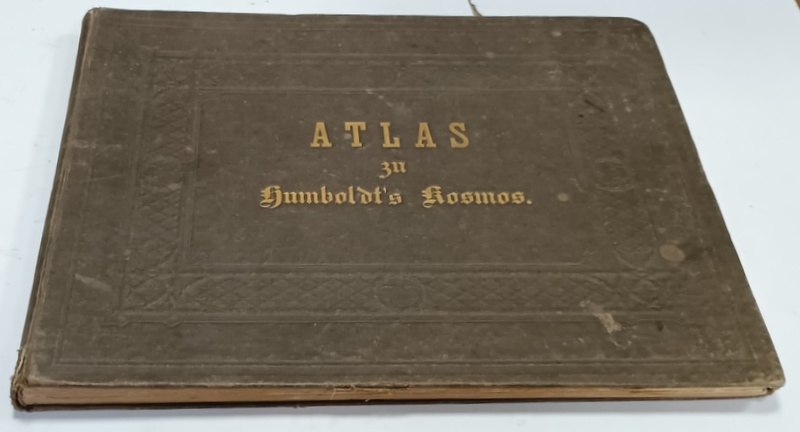 ATLAS
zu
Humboldt's Kosmos.